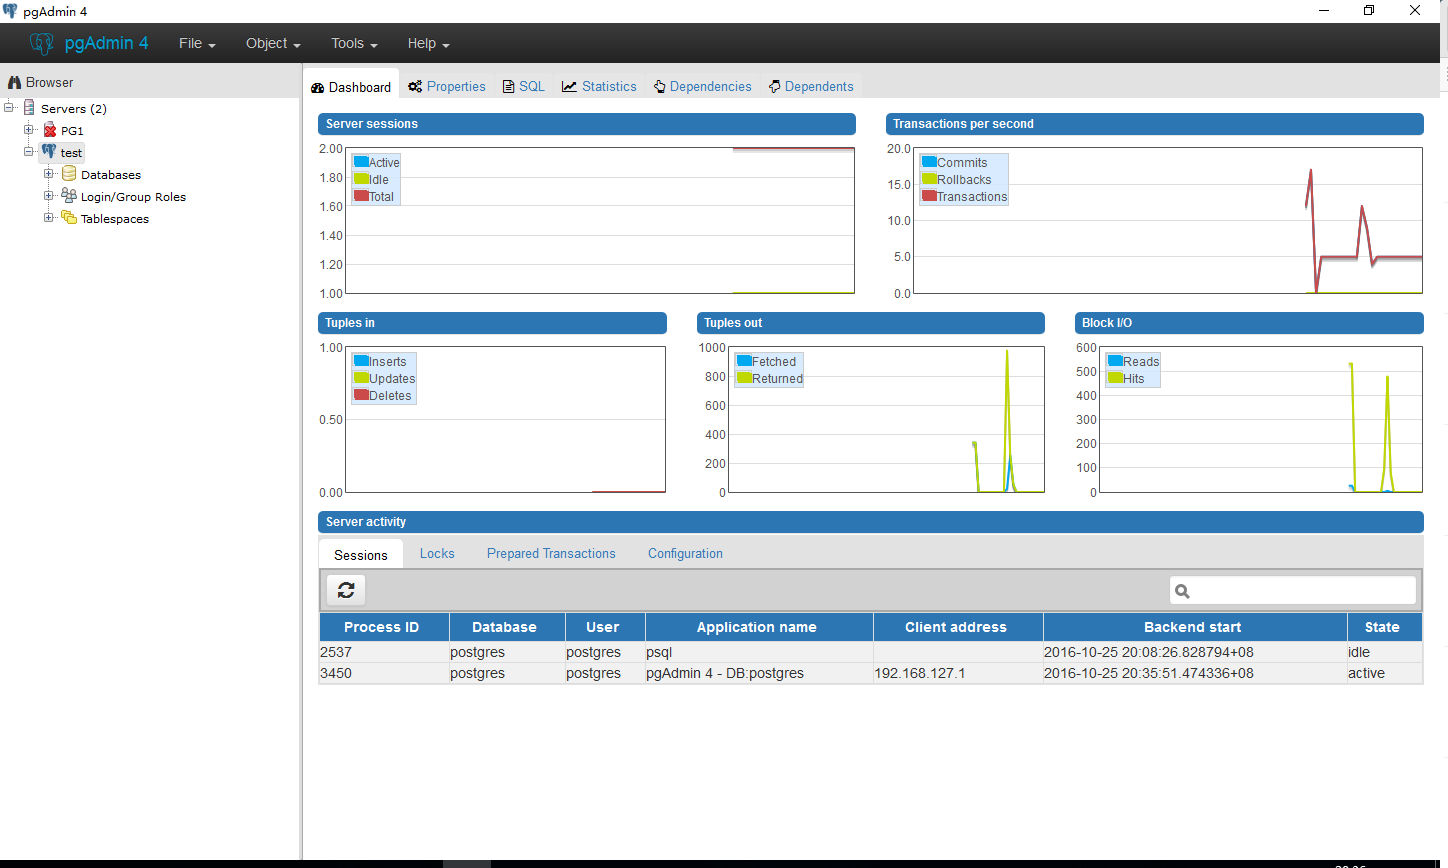 pgAdmin 4
pgAdmin 4 File Object Tools Help
Browser
Servers (2)
PG1
test
Databases
Login/Group Roles
Tablespaces
Dashboard Properties SQL Statistics Dependencies Dependents
Server sessions
2.00
1.80
1.60
1.40
1.20
1.00
Active
Idle
Total
Transactions per second
20.0
15.0
10.0
5.0
0.0
Commits
Rollbacks
Transactions
Tuples in
1.00
0.50
0.00
Inserts
Updates
Deletes
Tuples out
1000
800
600
400
200
0
Fetched
Returned
Block I/O
600
500
400
300
200
100
0
Reads
Hits
Server activity
Sessions Locks Prepared Transactions Configuration
Process ID Database User Application name Client address Backend start State
2537 postgres postgres psql 2016-10-25 20:08:26.828794+08 idle
3450 postgres postgres pgAdmin 4 - DB:postgres 192.168.127.1 2016-10-25 20:35:51.474336+08 active